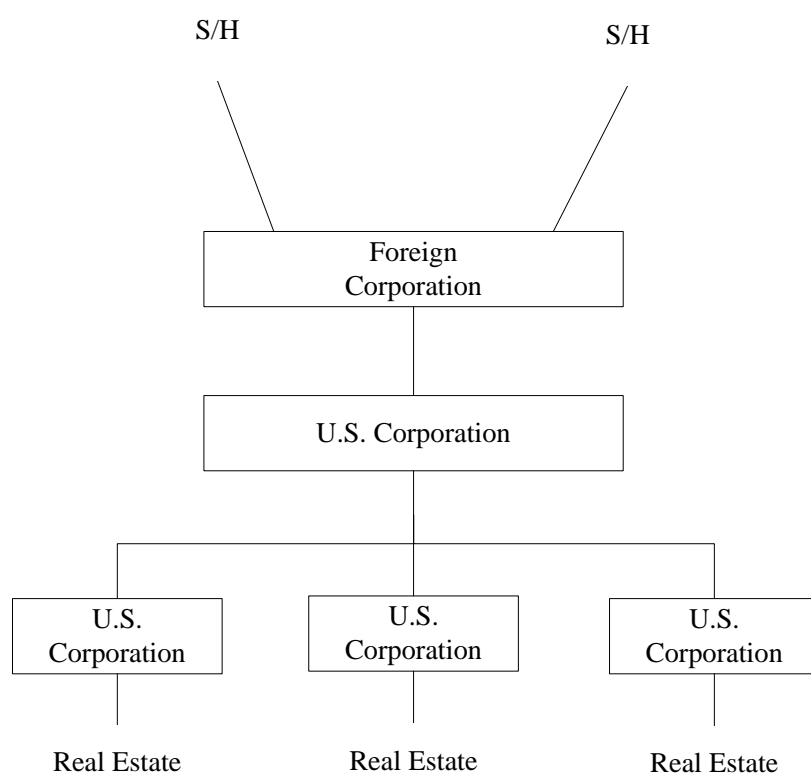 S/H
S/H
Foreign
Corporation
U.S. Corporation
U.S.
Corporation
U.S.
Corporation
U.S.
Corporation
Real Estate
Real Estate
Real Estate